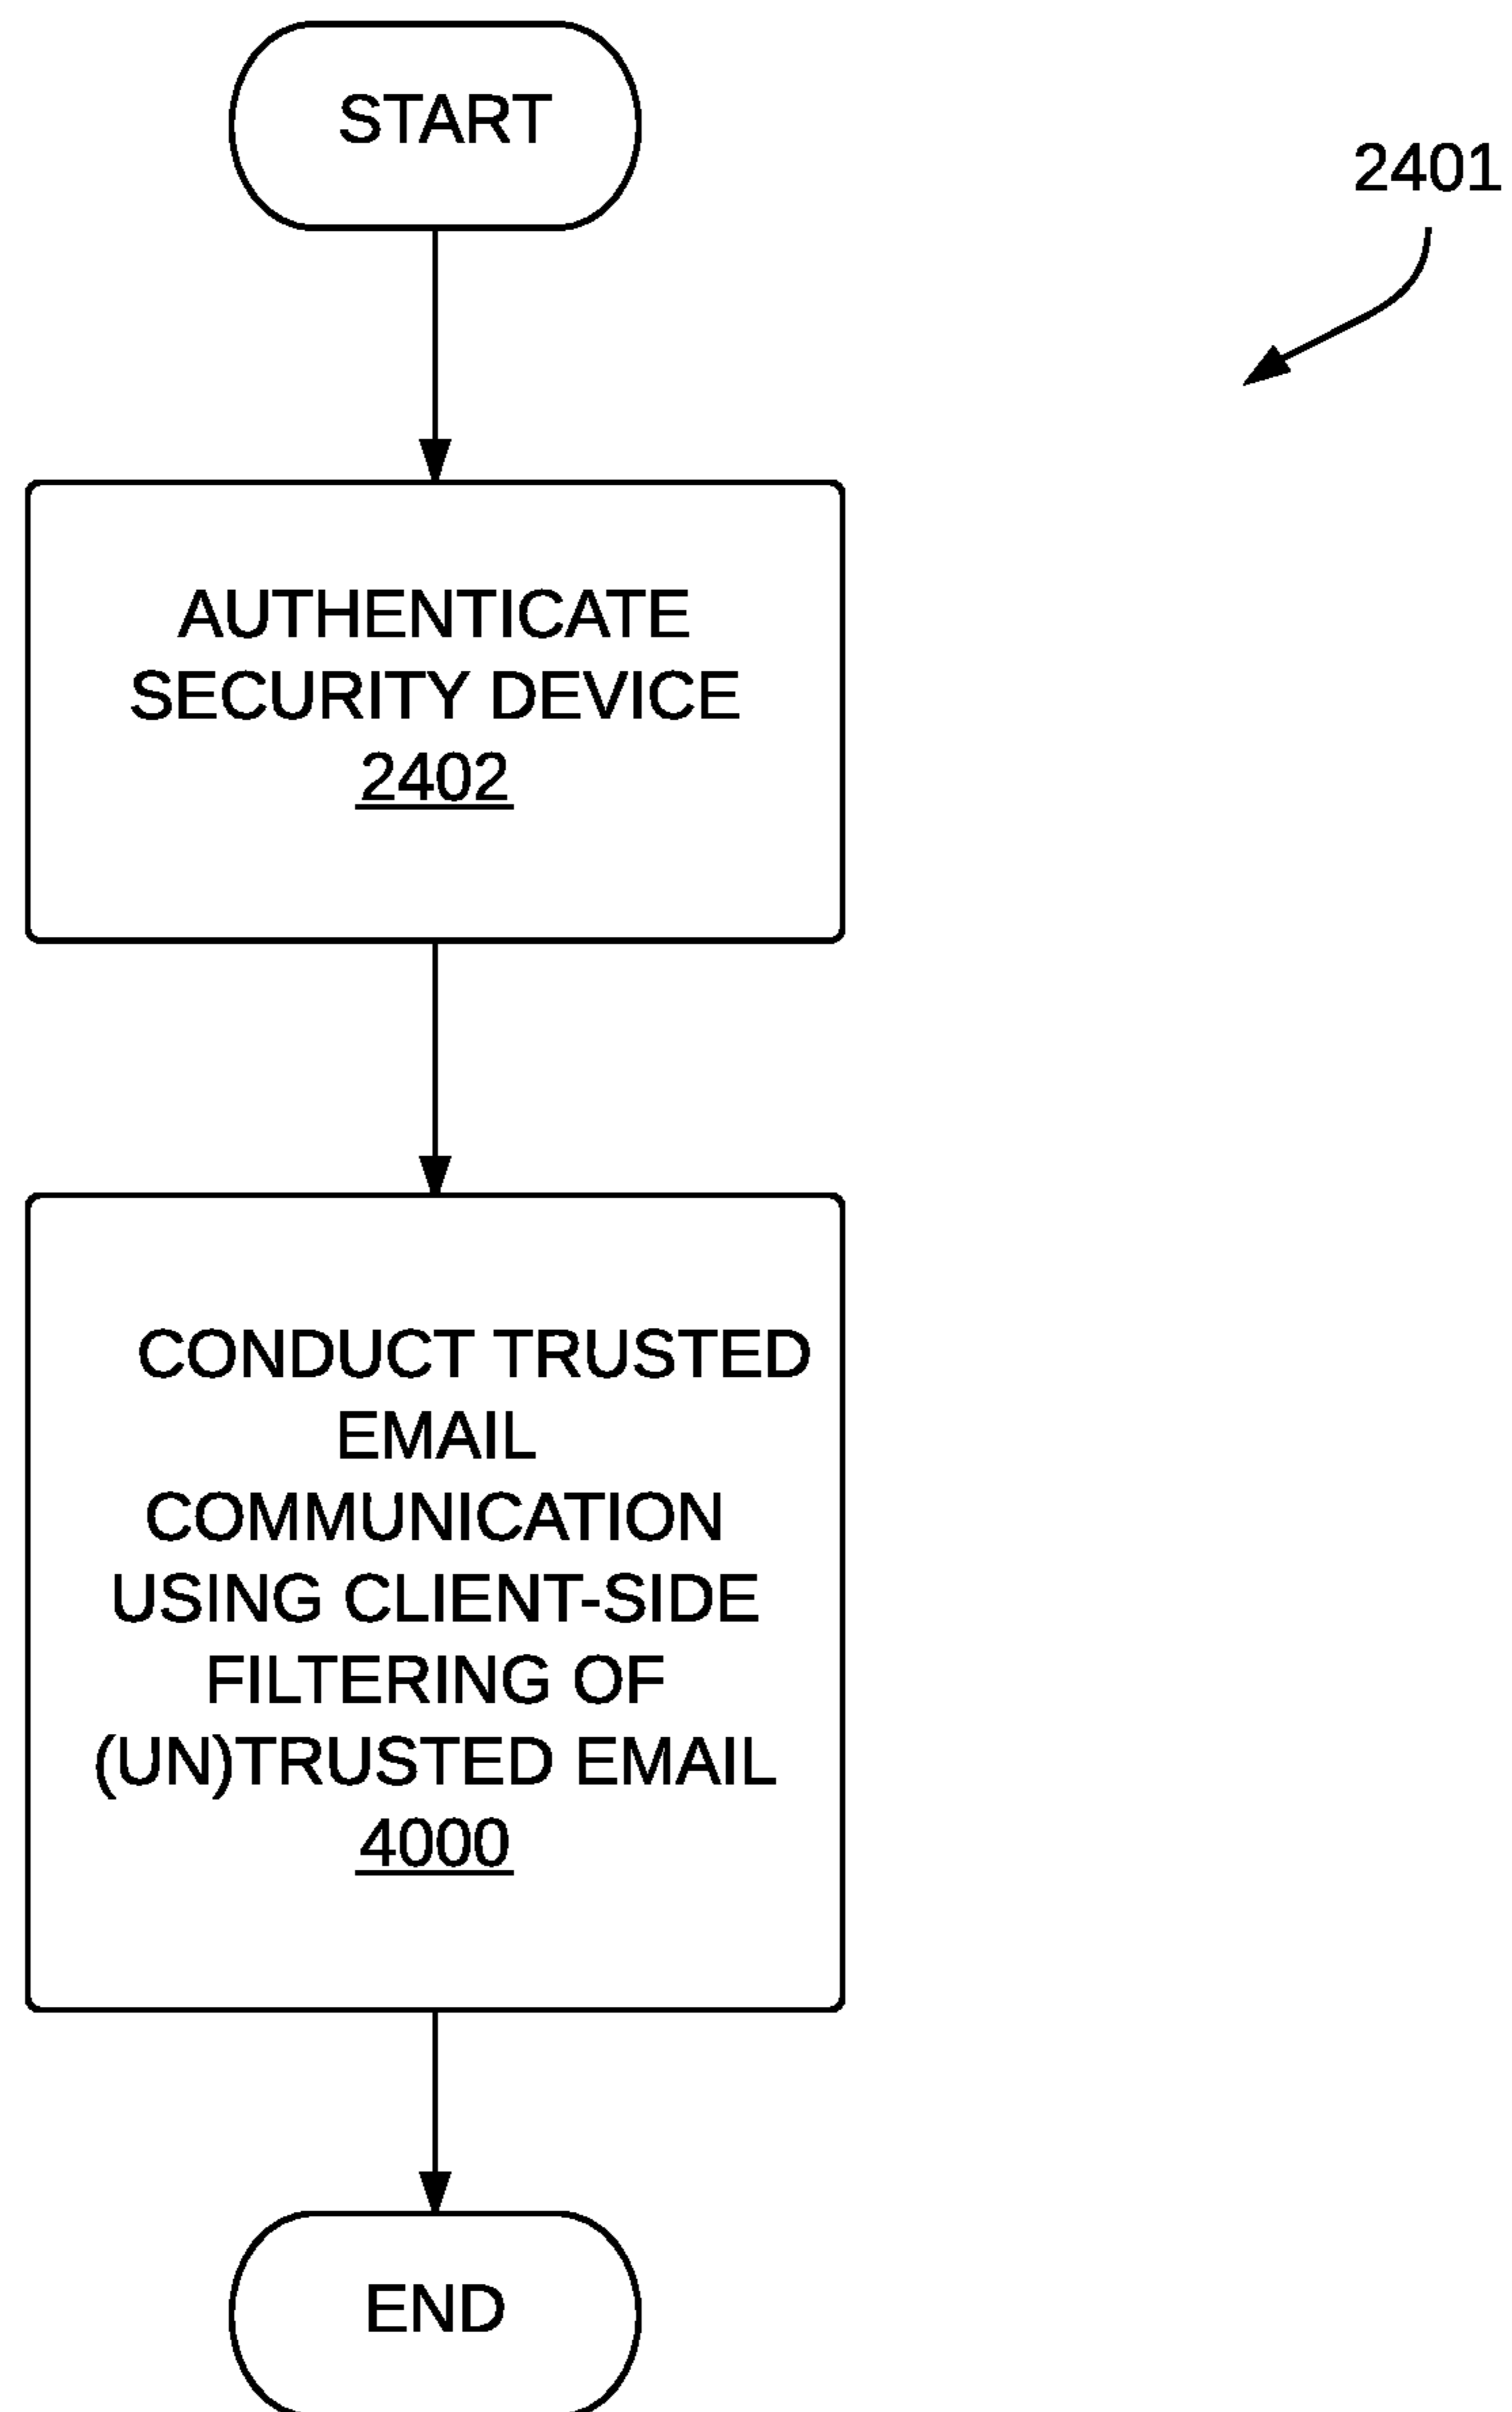 START
2401
AUTHENTICATE
SECURITY DEVICE
2402
CONDUCT TRUSTED
EMAIL
COMMUNICATION
USING CLIENT-SIDE
FILTERING OF
(UN)TRUSTED EMAIL
4000
END